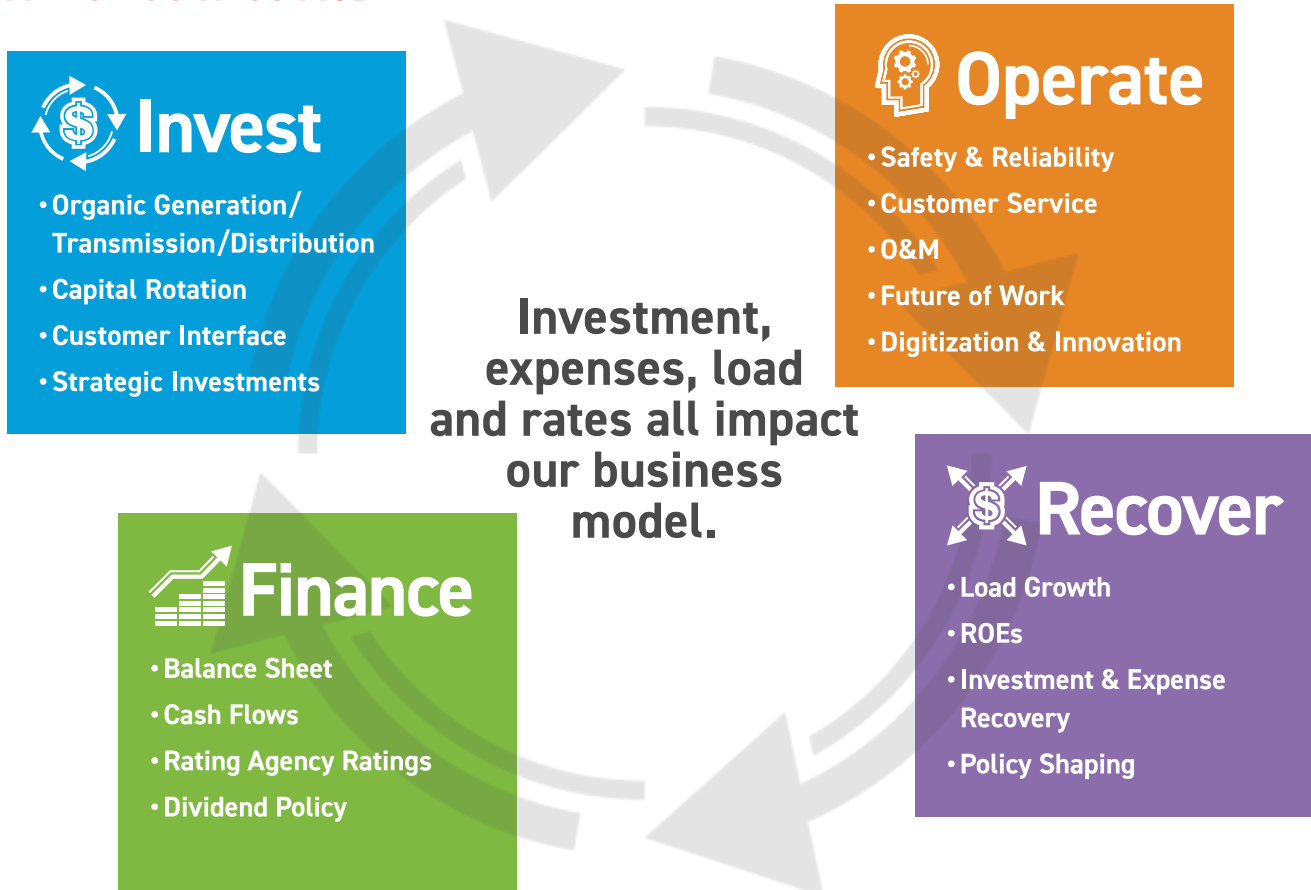 Invest
• Organic Generation/
Transmission/Distribution
• Capital Rotation
• Customer Interface
• Strategic Investments
Operate
• Safety & Reliability
• Customer Service
• O&M
• Future of Work
• Digitization & Innovation
Investment,
expenses, load
and rates all impact
our business
model.
Recover
• Load Growth
• ROEs
• Investment & Expense
Recovery
• Policy Shaping
Finance
• Balance Sheet
• Cash Flows
• Rating Agency Ratings
• Dividend Policy